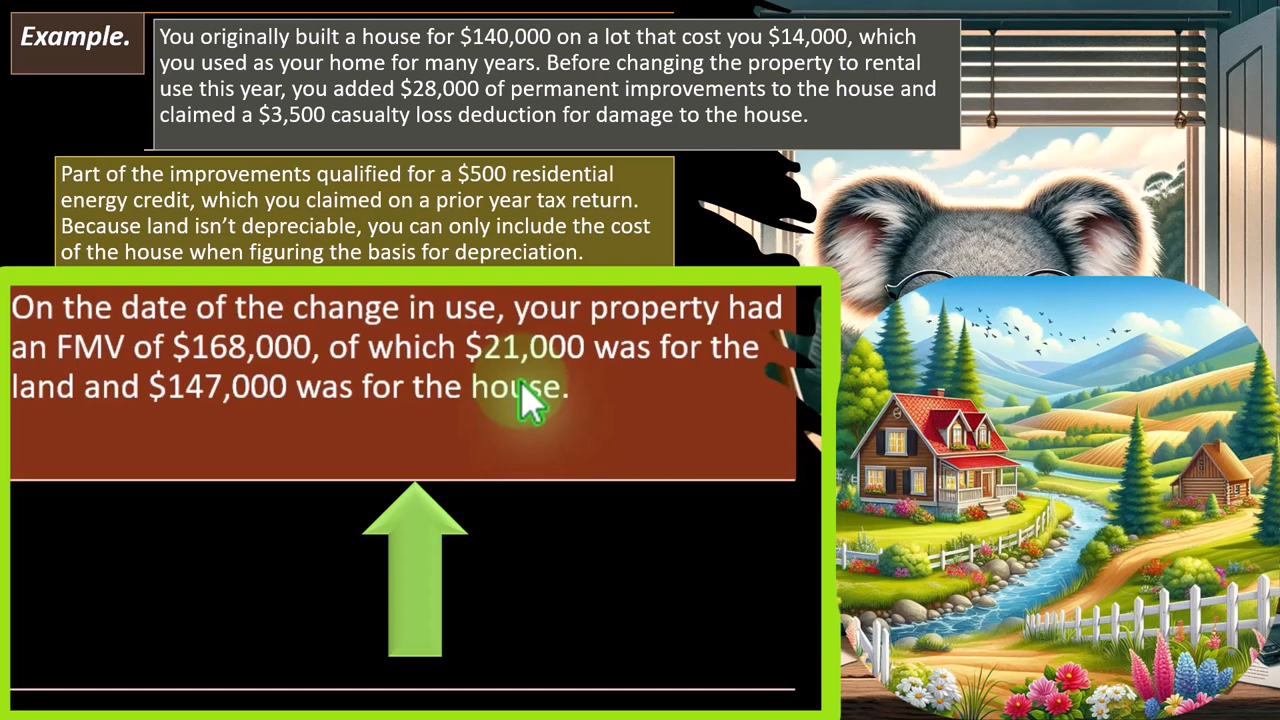 Example.
You originally built a house for $140,000 on a lot that cost you $14,000, which
you used as your home for many years. Before changing the property to rental
use this year, you added $28,000 of permanent improvements to the house and
claimed a $3,500 casualty loss deduction for damage to the house.
Part of the improvements qualified for a $500 residential
energy credit, which you claimed on a prior year tax return.
Because land isn’t depreciable, you can only include the cost
of the house when figuring the basis for depreciation.
On the date of the change in use, your property had
an FMV of $168,000, of which $21,000 was for the
land and $147,000 was for the house.